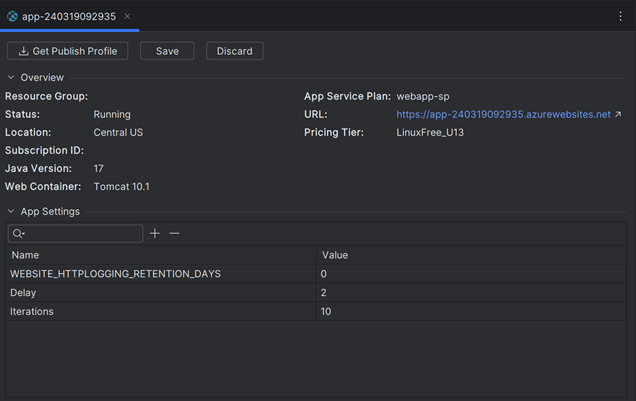 app-240319092935
Get Publish Profile Save Discard
Overview
Resource Group: App Service Plan: webapp-sp
Status: Running URL: https://app-240319092935.azurewebsites.net
Location: Central US Pricing Tier: LinuxFree_U13
Subscription ID:
Java Version: 17
Web Container: Tomcat 10.1
App Settings
Name Value
WEBSITE_HTTPLOGGING_RETENTION_DAYS 0
Delay 2
Iterations 10